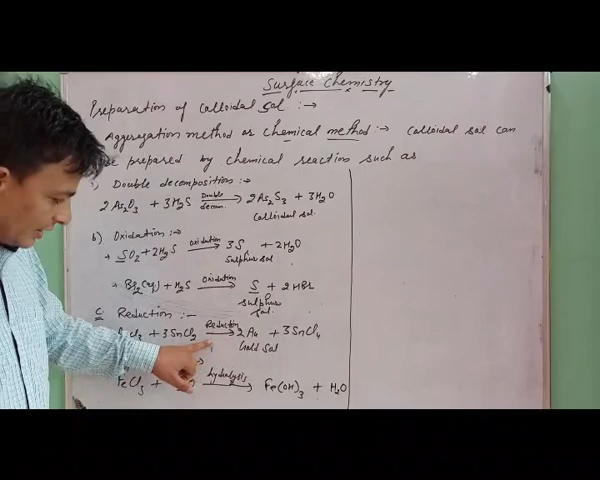 Surface Chemistry
Preparation of Colloidal Sol :→
Aggregation method or chemical method :→ Colloidal sol can
be prepared by chemical reaction such as
Double decomposition :→
2As2O3 + 3H2S Double Decom. → 2As2S3 + 3H2O
Colloidal sol.
b) Oxidation :→
SO2 + 2H2S oxidation → 3S + 2H2O
Sulphur sol
Br2(aq) + H2S Oxidation → S + 2HBr
Sulphur sol.
c Reduction :-
Cl3 + 3SnCl2 Reduction → 2Au + 3SnCl4
Gold Sol
FeCl3 + hydrolysis → Fe(OH)3 + H2O